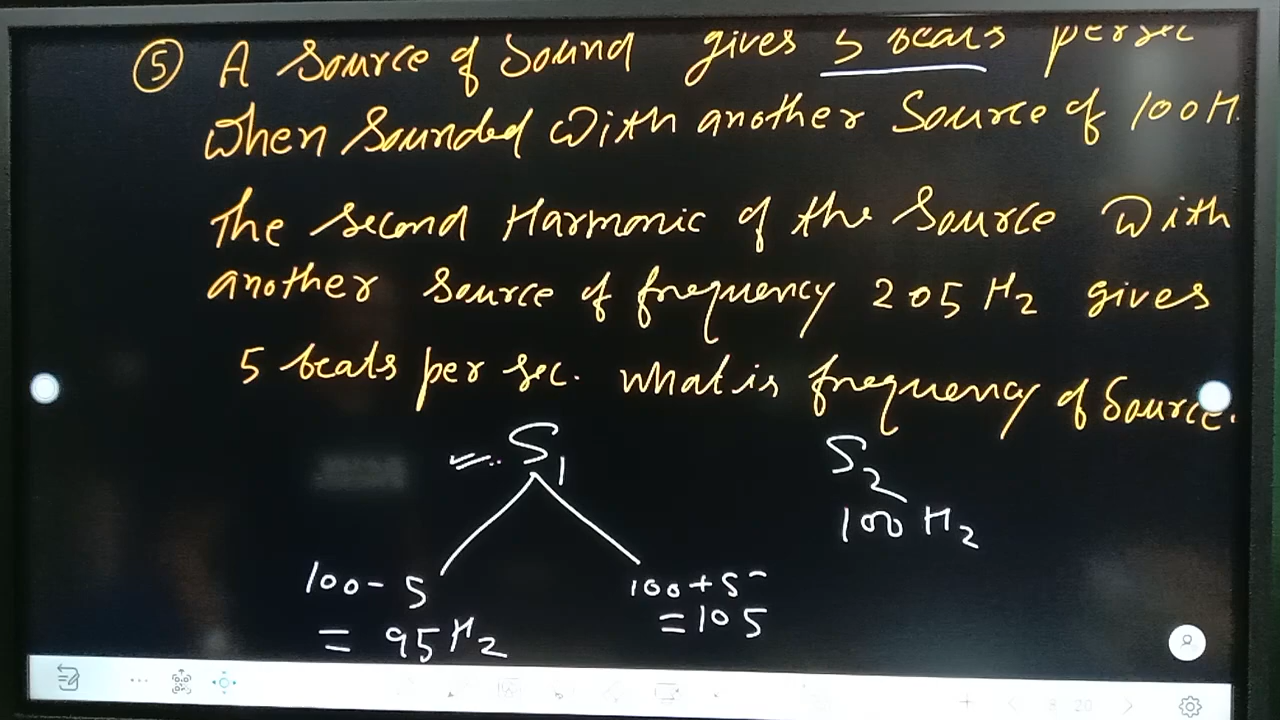 ⑤ A Source of Sound gives 5 beats per sec
When Sounded With another Source of 100H
The Second Harmonic of the Source With
another Source of frequency 205 Hz gives
5 beats per Sec. What is frequency of Source.
S1
S2
100 Hz
100 - 5
= 95 Hz
100 + 5
= 105